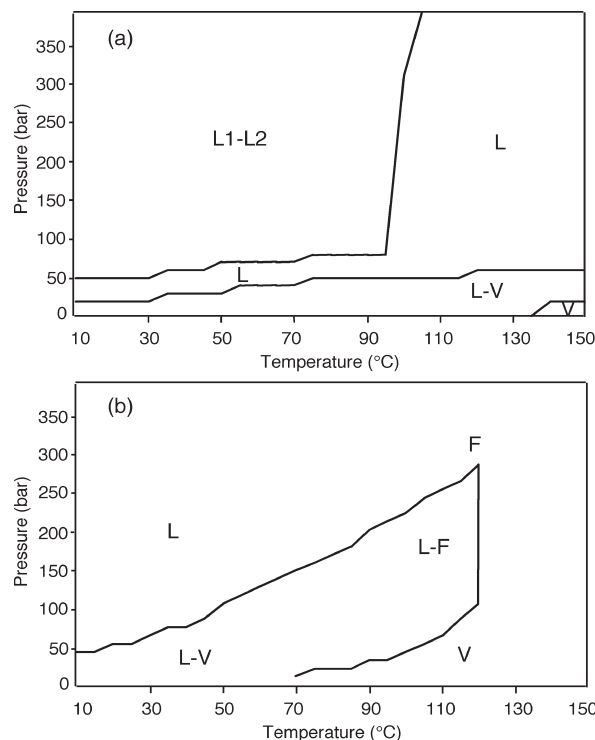 (a)
350
300
250
200
150
100
50
0
Pressure (bar)
L1-L2
L
L
L-V
V
10 30 50 70 90 110 130 150
Temperature (°C)
(b)
350
300
250
200
150
100
50
0
Pressure (bar)
F
L
L-F
L-V
V
10 30 50 70 90 110 130 150
Temperature (°C)